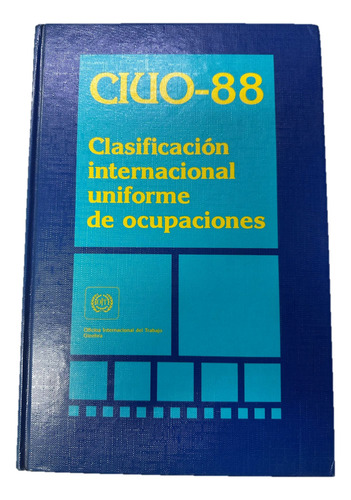 CIUO-88
Clasificación
internacional
uniforme
de ocupaciones
Oficina Internacional del Trabajo
Ginebra